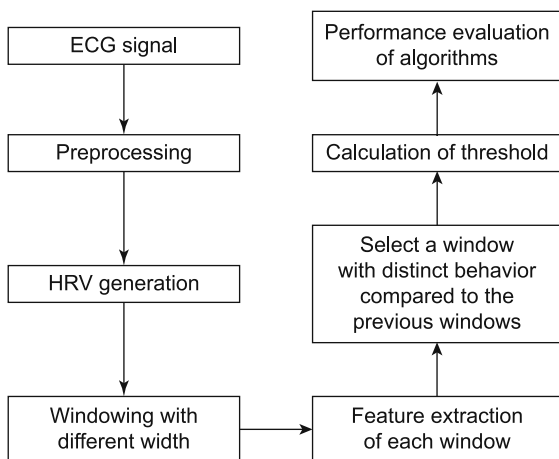 ECG signal
Preprocessing
HRV generation
Windowing with
different width
Feature extraction
of each window
Select a window
with distinct behavior
compared to the
previous windows
Calculation of threshold
Performance evaluation
of algorithms